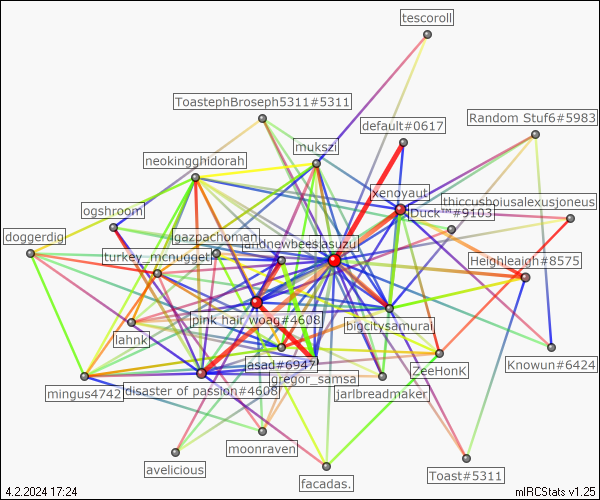 tescoroll
ToastephBroseph5311#5311
default#0617
Random Stuf6#5983
mukszi
neokingghidorah
xenoyaut
thiccusboiusalexusjoneus
ogshroom
Duck™#9103
doggerdig
gazpachoman
andnewbees
asuzu
turkey_mcnugget
Heighleigh#8575
pink hair woag#4608
bigcitysamurai
lahnk
asad#6947
ZeeHonK
Knowun#6424
gregor_samsa
mingus4742
disaster of passion#4608
jarlbreadmaker
moonraven
avelicious
Toast#5311
facadas.
4.2.2024 17:24
mIRCStats v1.25